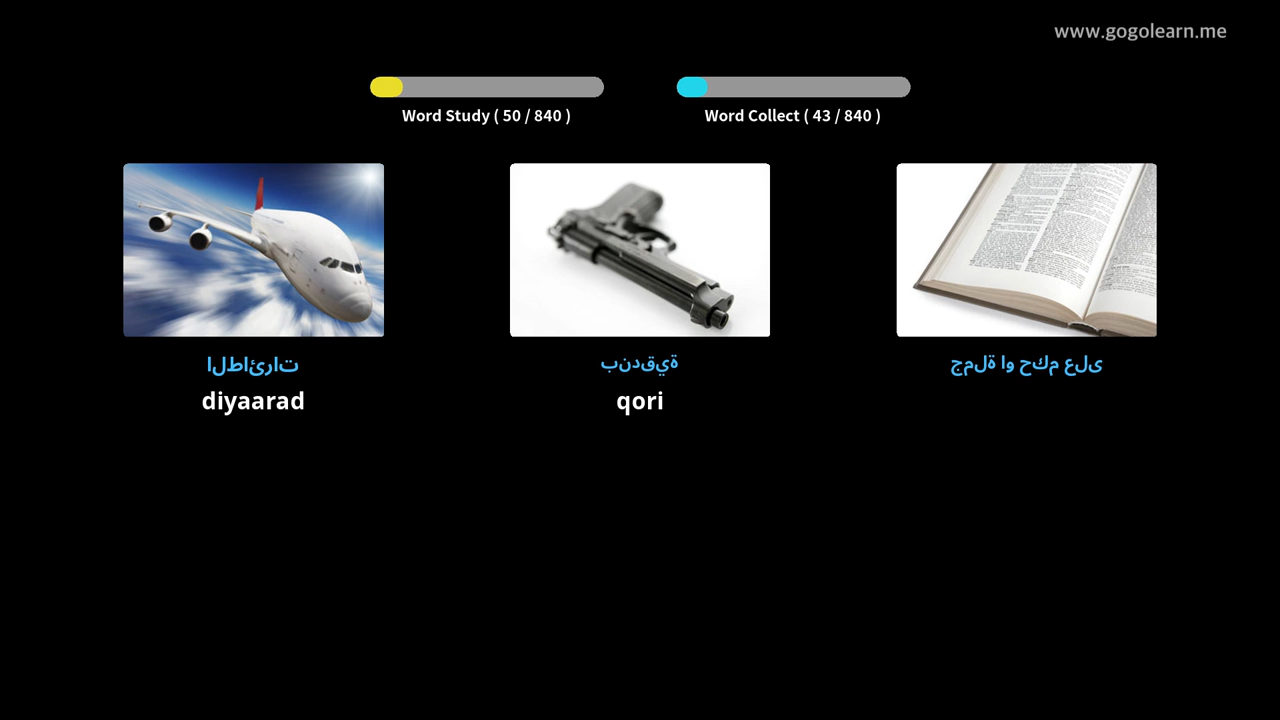 www.gogolearn.me
Word Study ( 50 / 840 )
Word Collect ( 43 / 840 )
الطائرات
diyaarad
بندقية
qori
جملة او حكم على